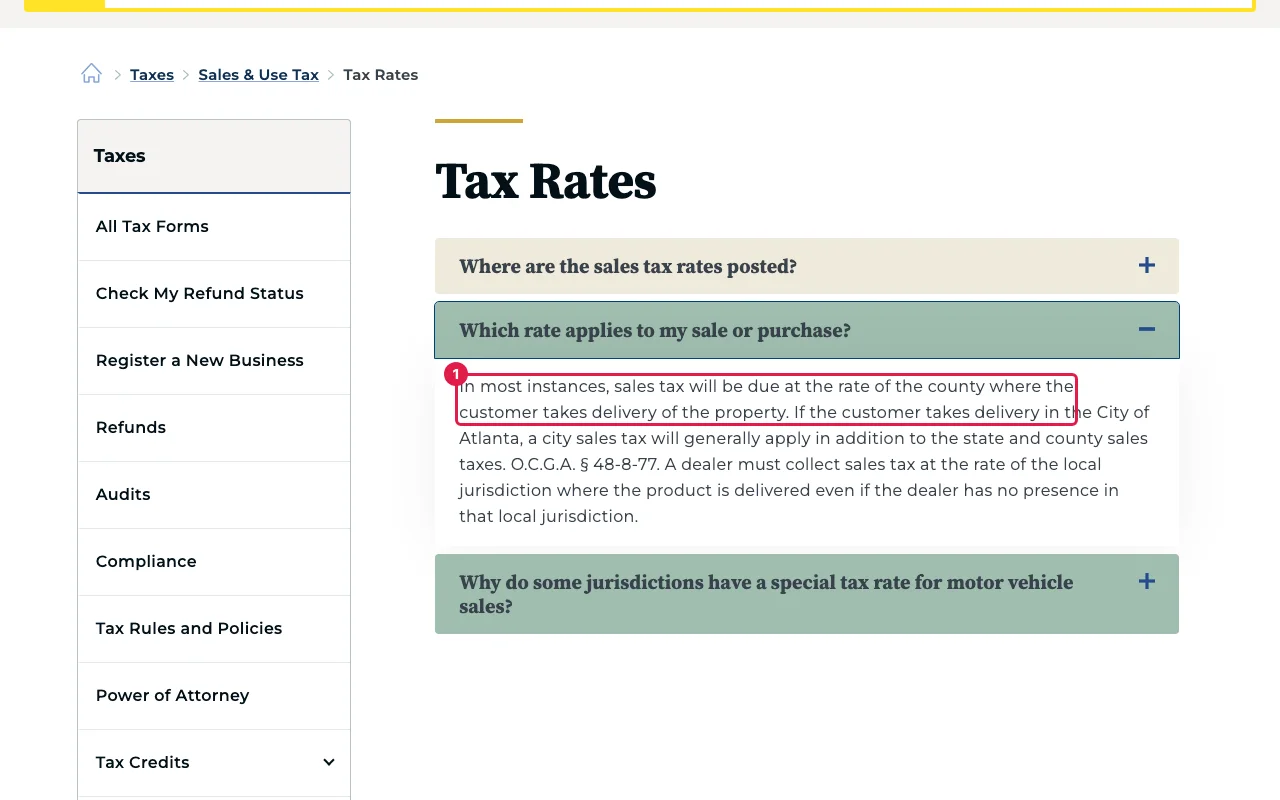 Taxes
Sales & Use Tax
Tax Rates
Taxes
All Tax Forms
Check My Refund Status
Register a New Business
Refunds
Audits
Compliance
Tax Rules and Policies
Power of Attorney
Tax Credits
Tax Rates
Where are the sales tax rates posted?
Which rate applies to my sale or purchase?
1
In most instances, sales tax will be due at the rate of the county where the
customer takes delivery of the property. If the customer takes delivery in the City of
Atlanta, a city sales tax will generally apply in addition to the state and county sales
taxes. O.C.G.A. § 48-8-77. A dealer must collect sales tax at the rate of the local
jurisdiction where the product is delivered even if the dealer has no presence in
that local jurisdiction.
Why do some jurisdictions have a special tax rate for motor vehicle
sales?